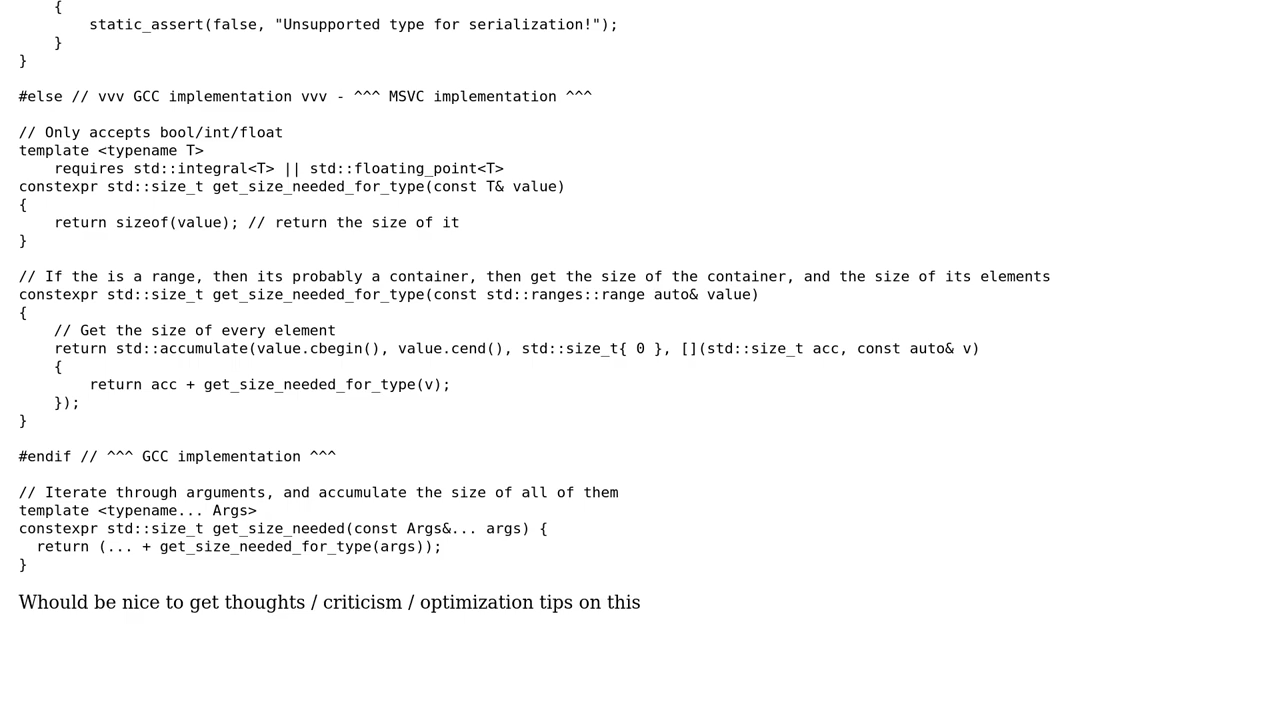 {
        static_assert(false, "Unsupported type for serialization!");
    }
}

#else // vvv GCC implementation vvv - ^^^ MSVC implementation ^^^

// Only accepts bool/int/float
template <typename T>
    requires std::integral<T> || std::floating_point<T>
constexpr std::size_t get_size_needed_for_type(const T& value)
{
    return sizeof(value); // return the size of it
}

// If the is a range, then its probably a container, then get the size of the container, and the size of its elements
constexpr std::size_t get_size_needed_for_type(const std::ranges::range auto& value)
{
    // Get the size of every element
    return std::accumulate(value.cbegin(), value.cend(), std::size_t{ 0 }, [](std::size_t acc, const auto& v)
    {
        return acc + get_size_needed_for_type(v);
    });
}

#endif // ^^^ GCC implementation ^^^

// Iterate through arguments, and accumulate the size of all of them
template <typename... Args>
constexpr std::size_t get_size_needed(const Args&... args) {
  return (... + get_size_needed_for_type(args));
}
Whould be nice to get thoughts / criticism / optimization tips on this